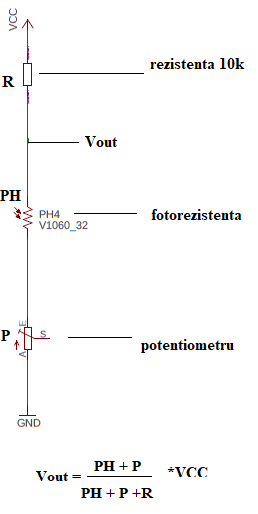 VCC
rezistenta 10k
R
Vout
PH
PH4
V1060_32
fotorezistenta
E
P
S
A
potentiometru
GND
Vout = PH + P / PH + P +R *VCC